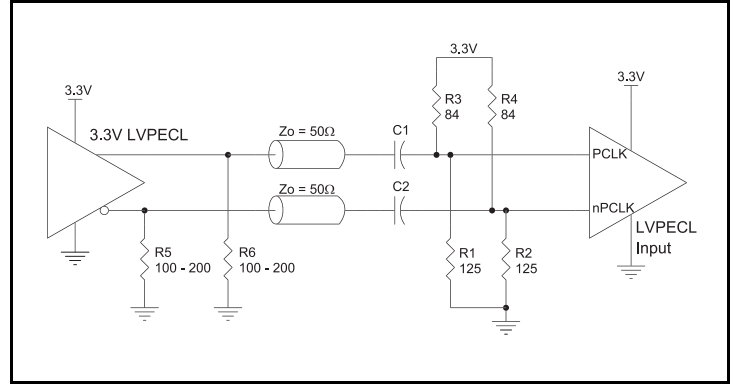 3.3V
3.3V
3.3V
3.3V LVPECL
R3
84
R4
84
Zo = 50Ω
C1
PCLK
Zo = 50Ω
C2
nPCLK
LVPECL
Input
R5
100 - 200
R6
100 - 200
R1
125
R2
125